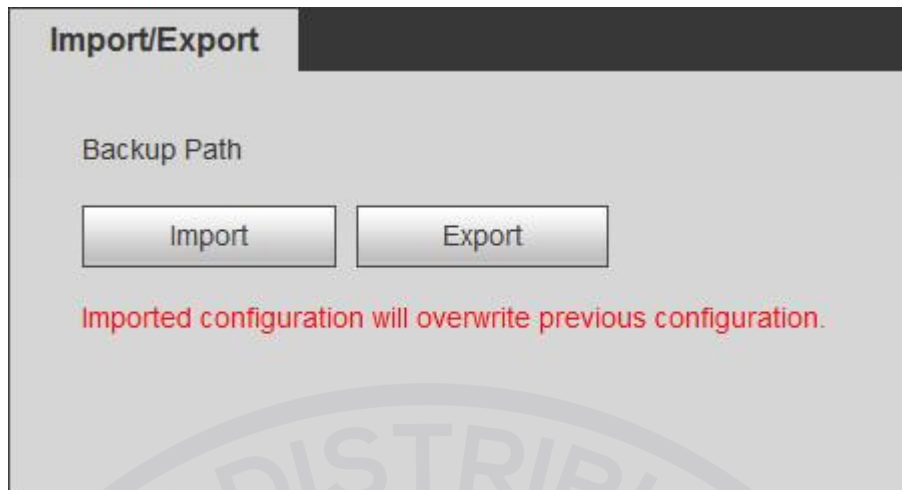 Import/Export
Backup Path
Import Export
Imported configuration will overwrite previous configuration.